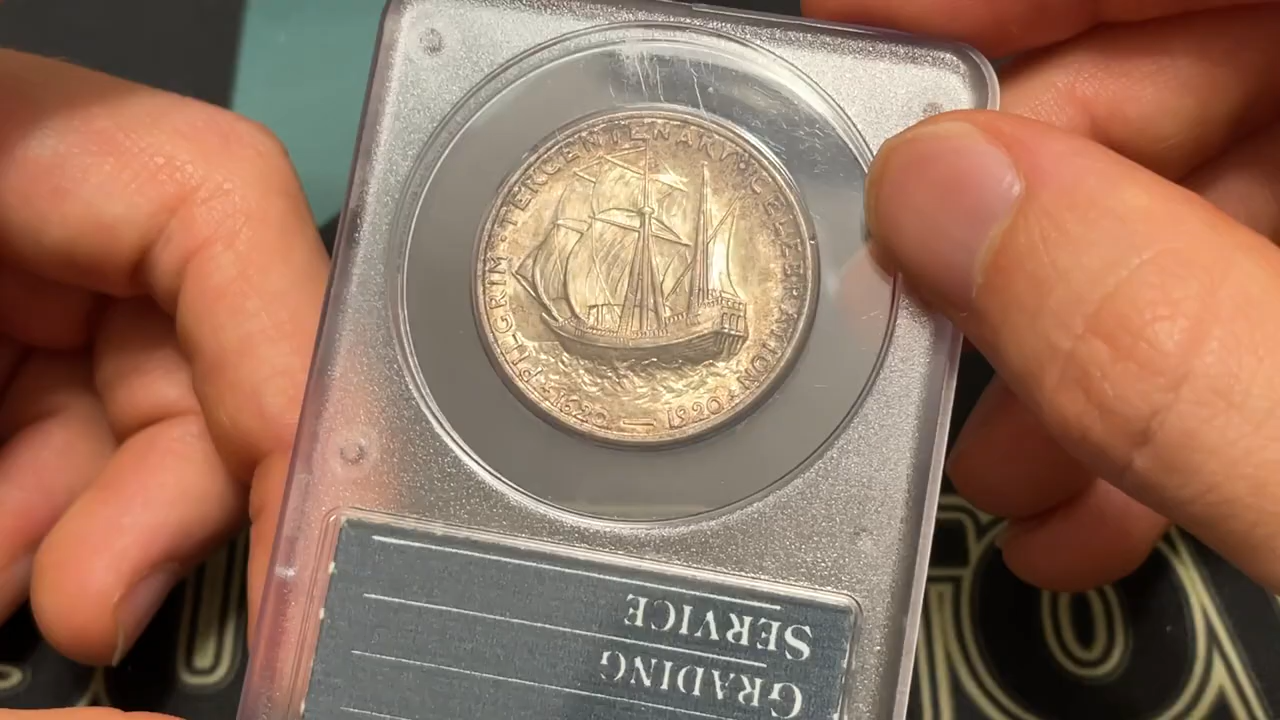 PILGRIM · TERCENTENARY · CELEBRATION
1620 — 1920
GRADING
SERVICE